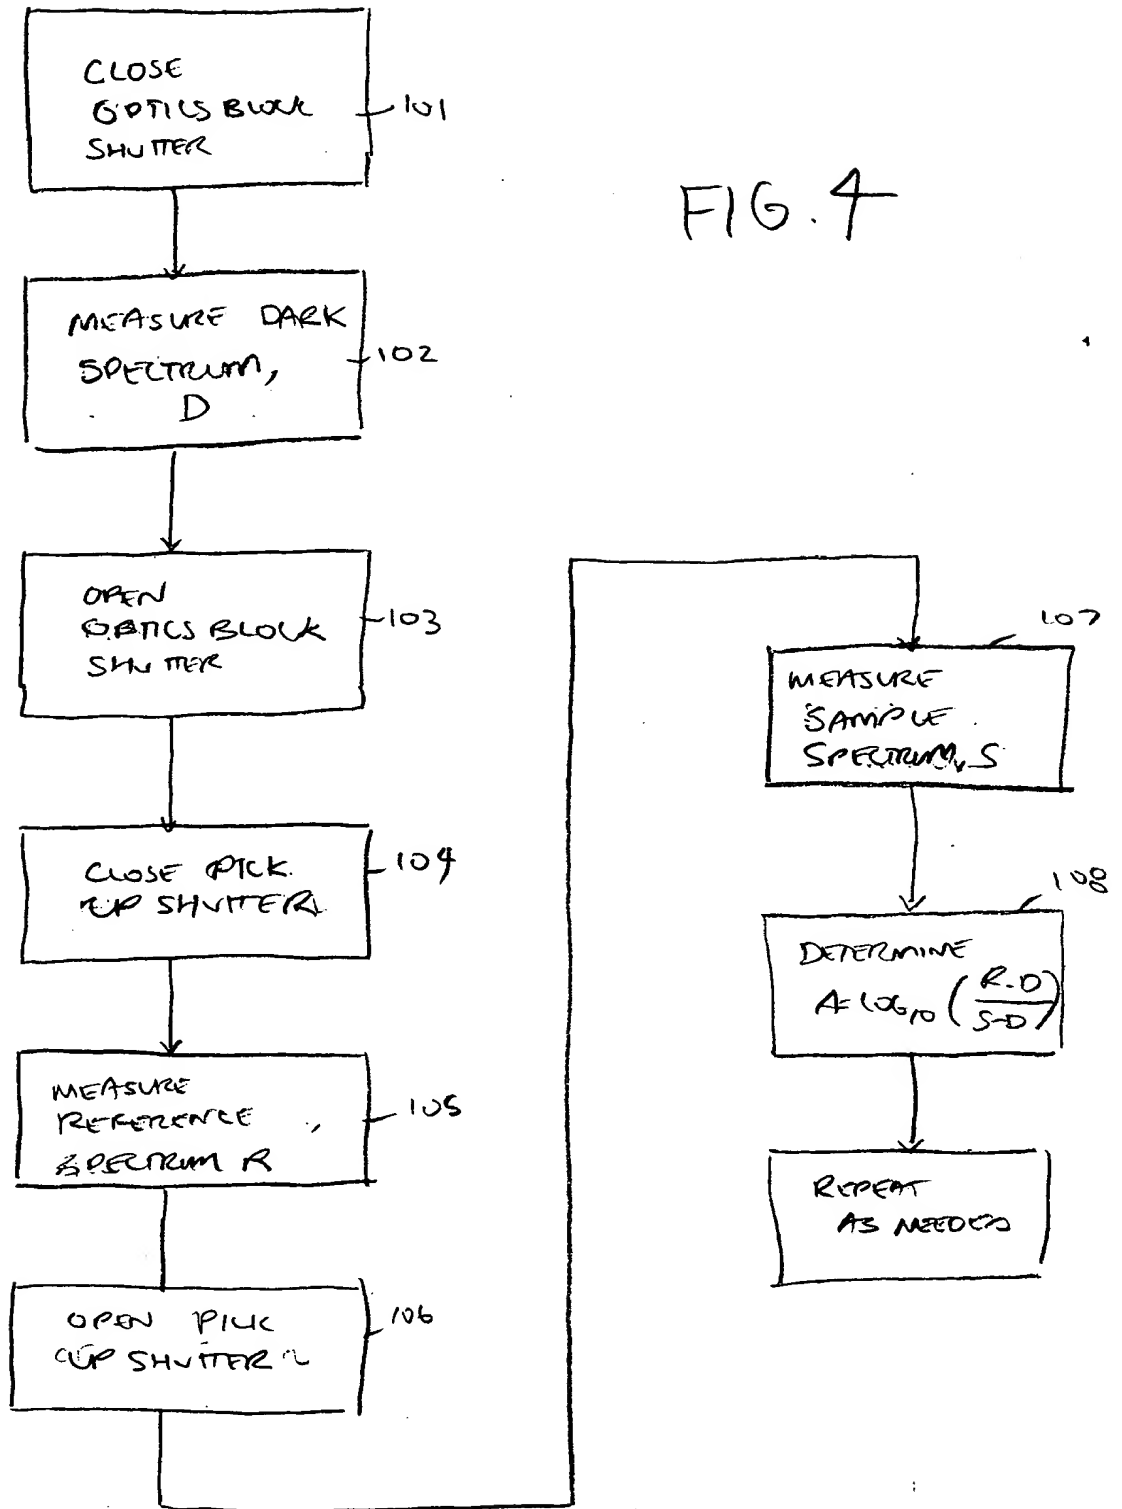 CLOSE
OPTICS BLOCK
SHUTTER
101
FIG. 4
MEASURE DARK
SPECTRUM,
D
102
OPEN
OPTICS BLOCK
SHUTTER
103
CLOSE PICK
UP SHUTTER
104
MEASURE
REFERENCE
SPECTRUM R
105
OPEN PICK
UP SHUTTER
106
107
MEASURE
SAMPLE
SPECTRUM, S
108
DETERMINE
A=LOG₁₀ (R-D/S-D)
REPEAT
AS NEEDED